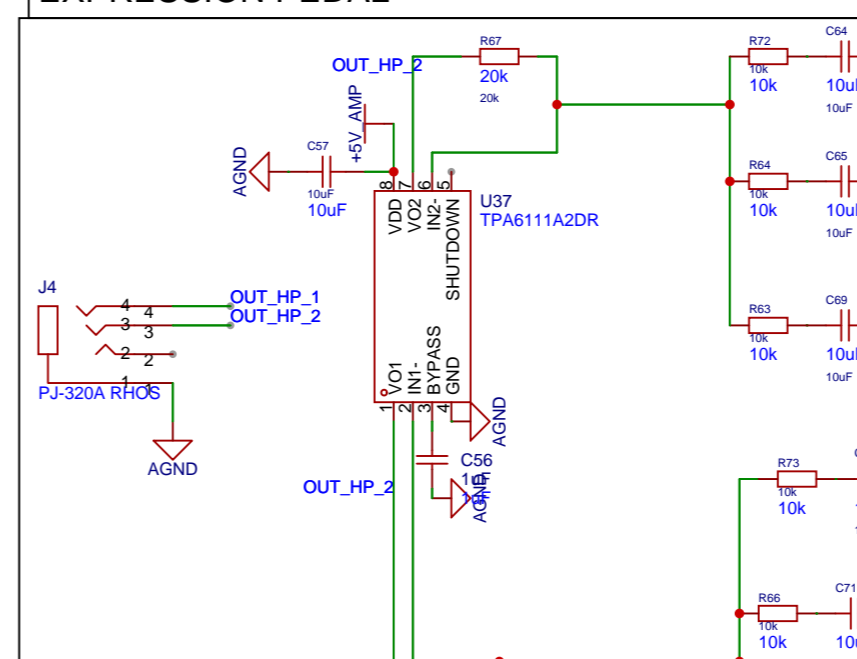 EXPRESSION PEDAL
OUT_HP_2
R67
20k
20k
+5V_AMP
AGND
C57
10uF
10uF
8
7
6
5
VDD
VO2
IN2-
SHUTDOWN
U37
TPA6111A2DR
VO1
IN1-
BYPASS
GND
1
2
3
4
AGND
C56
AGND
OUT_HP_2
J4
4
4
OUT_HP_1
3
3
OUT_HP_2
2
2
1
1
PJ-320A RHOS
AGND
R72
10k
10k
C64
10uF
R64
10k
10k
C65
10uF
R63
10k
10k
C69
10uF
R73
10k
10k
R66
10k
10k
C71